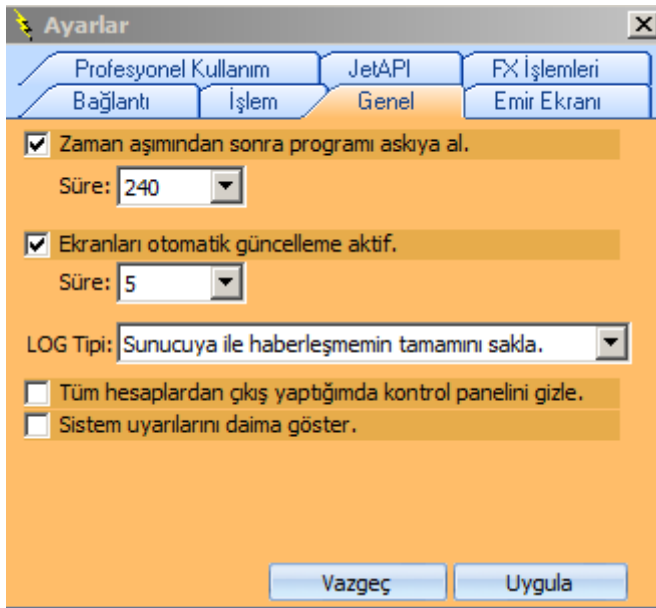 Ayarlar
Profesyonel Kullanım JetAPI FX İşlemleri
Bağlantı İşlem Genel Emir Ekranı
Zaman aşımından sonra programı askıya al.
Süre: 240
Ekranları otomatik güncelleme aktif.
Süre: 5
LOG Tipi: Sunucuya ile haberleşmemin tamamını sakla.
Tüm hesaplardan çıkış yaptığımda kontrol panelini gizle.
Sistem uyarılarını daima göster.
Vazgeç Uygula